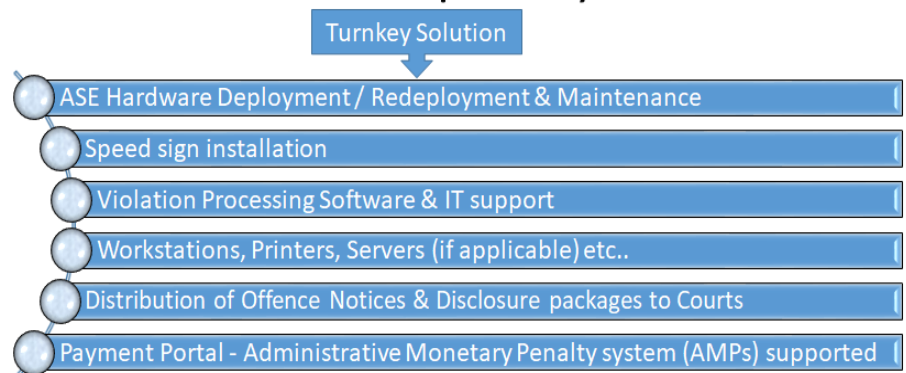 Turnkey Solution
ASE Hardware Deployment / Redeployment & Maintenance
Speed sign installation
Violation Processing Software & IT support
Workstations, Printers, Servers (if applicable) etc..
Distribution of Offence Notices & Disclosure packages to Courts
Payment Portal - Administrative Monetary Penalty system (AMPs) supported